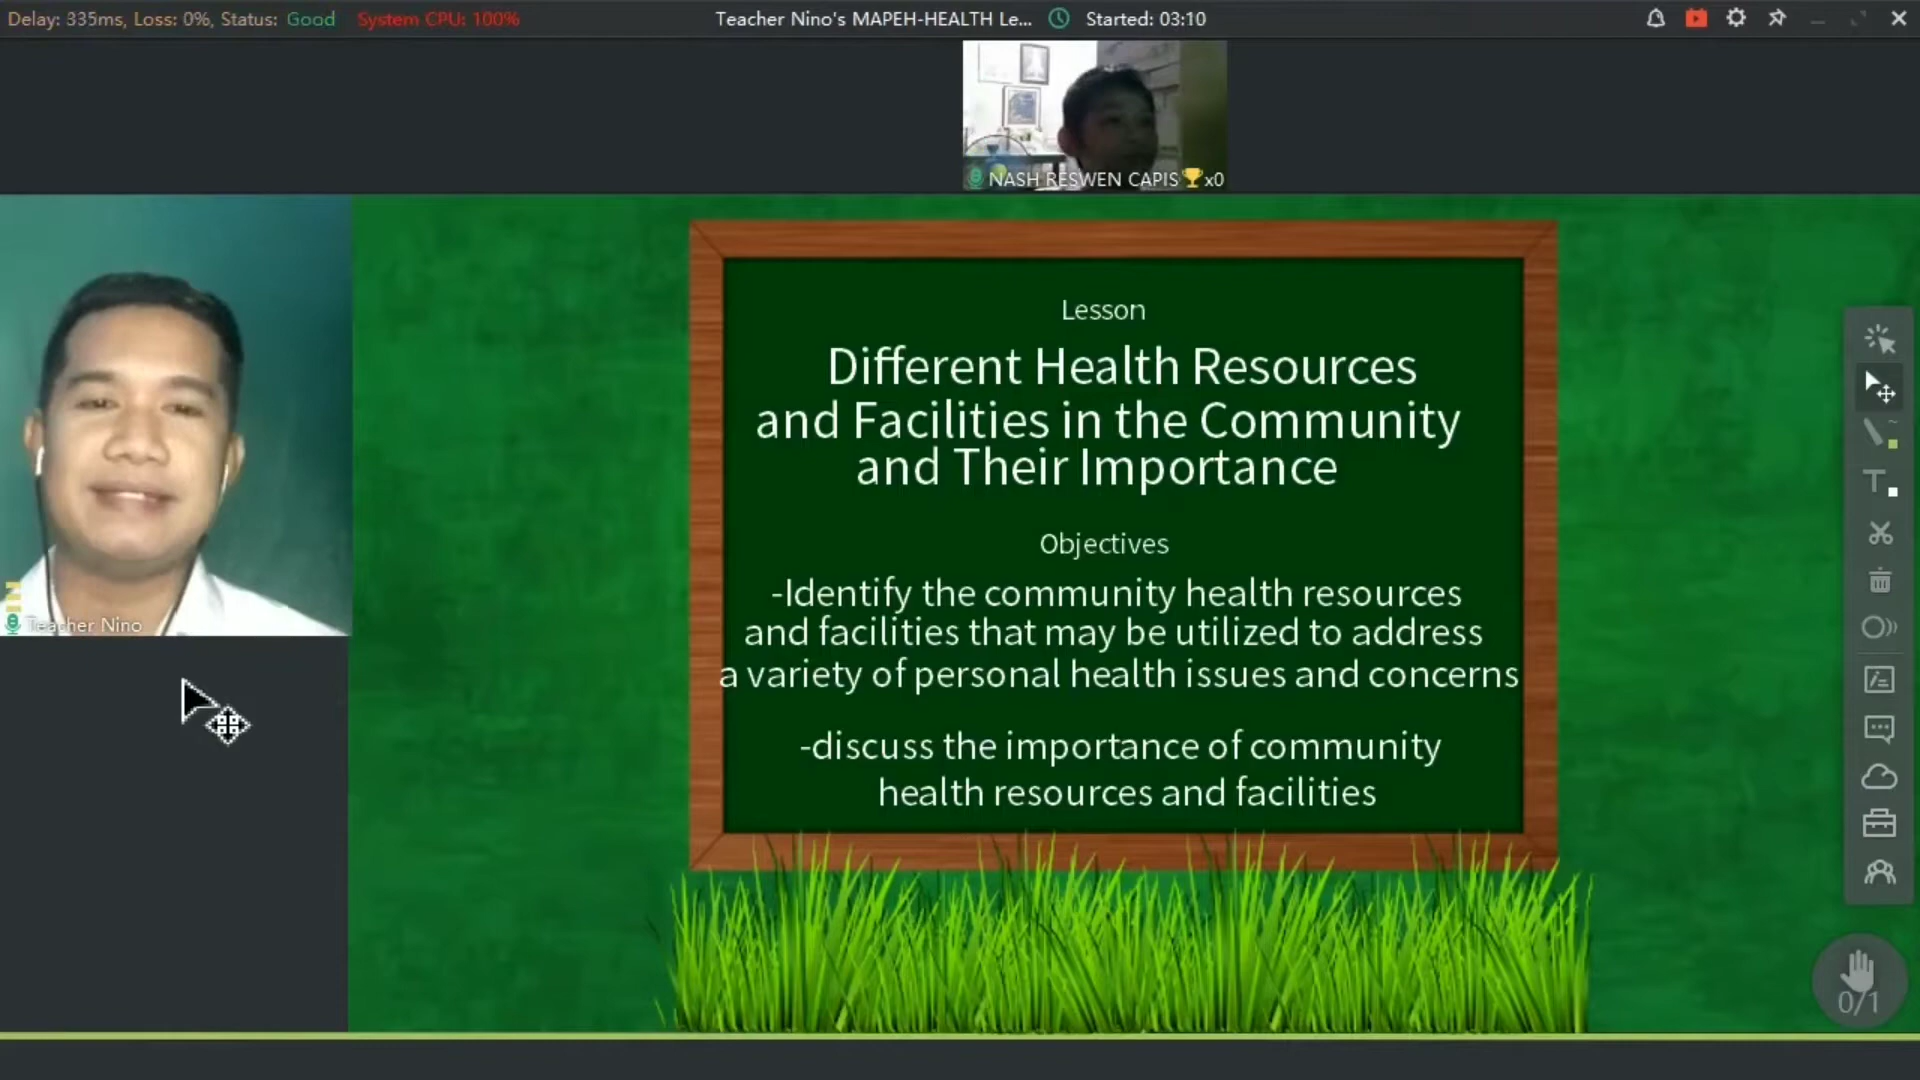 Delay: 335ms, Loss: 0%, Status: Good System CPU: 100% Teacher Nino's MAPEH-HEALTH Le... Started: 03:10
NASH RESWEN CAPIS x0
Lesson
Different Health Resources
and Facilities in the Community
and Their Importance
Objectives
-Identify the community health resources
and facilities that may be utilized to address
a variety of personal health issues and concerns
-discuss the importance of community
health resources and facilities
Teacher Nino
0/1